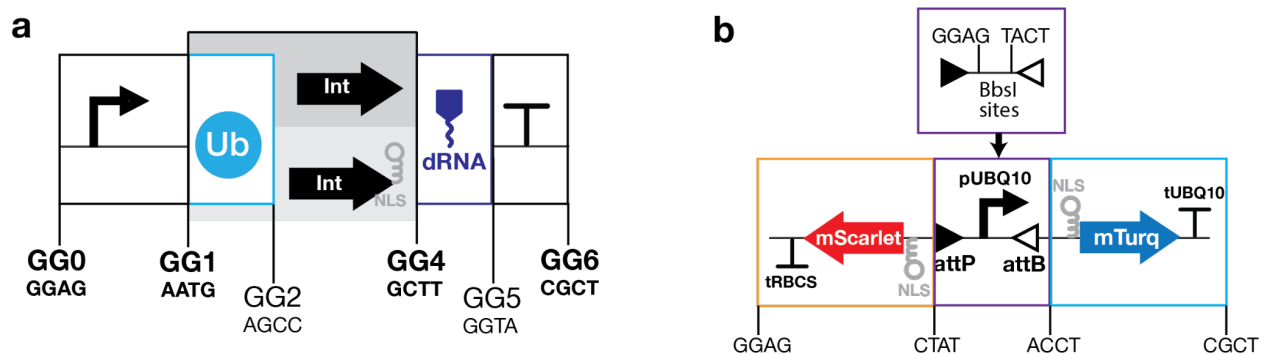 a
Ub
Int
Int
NLS
dRNA
GG0
GGAG
GG1
AATG
GG2
AGCC
GG4
GCTT
GG5
GGTA
GG6
CGCT
b
GGAG TACT
BbsI
sites
pUBQ10
NLS
tUBQ10
mScarlet
mTurq
attP
attB
tRBCS
NLS
GGAG
CTAT
ACCT
CGCT